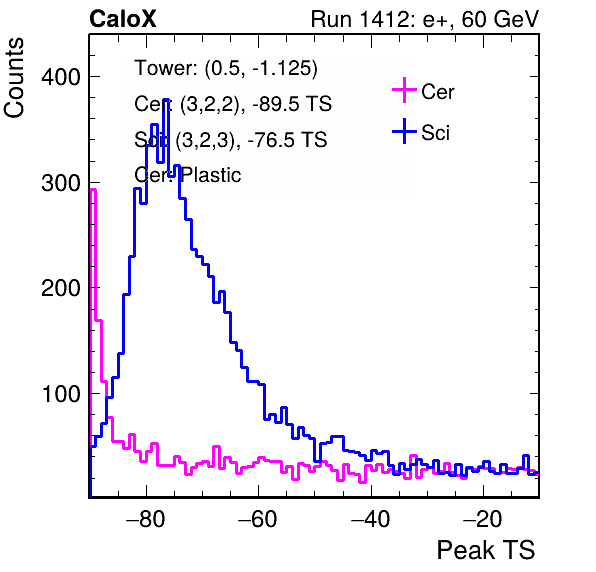 CaloX Run 1412: e+, 60 GeV
Counts
Tower: (0.5, -1.125)
Cer: (3,2,2), -89.5 TS
Sci: (3,2,3), -76.5 TS
Cer: Plastic
Cer
Sci
400
300
200
100
−80 −60 −40 −20
Peak TS